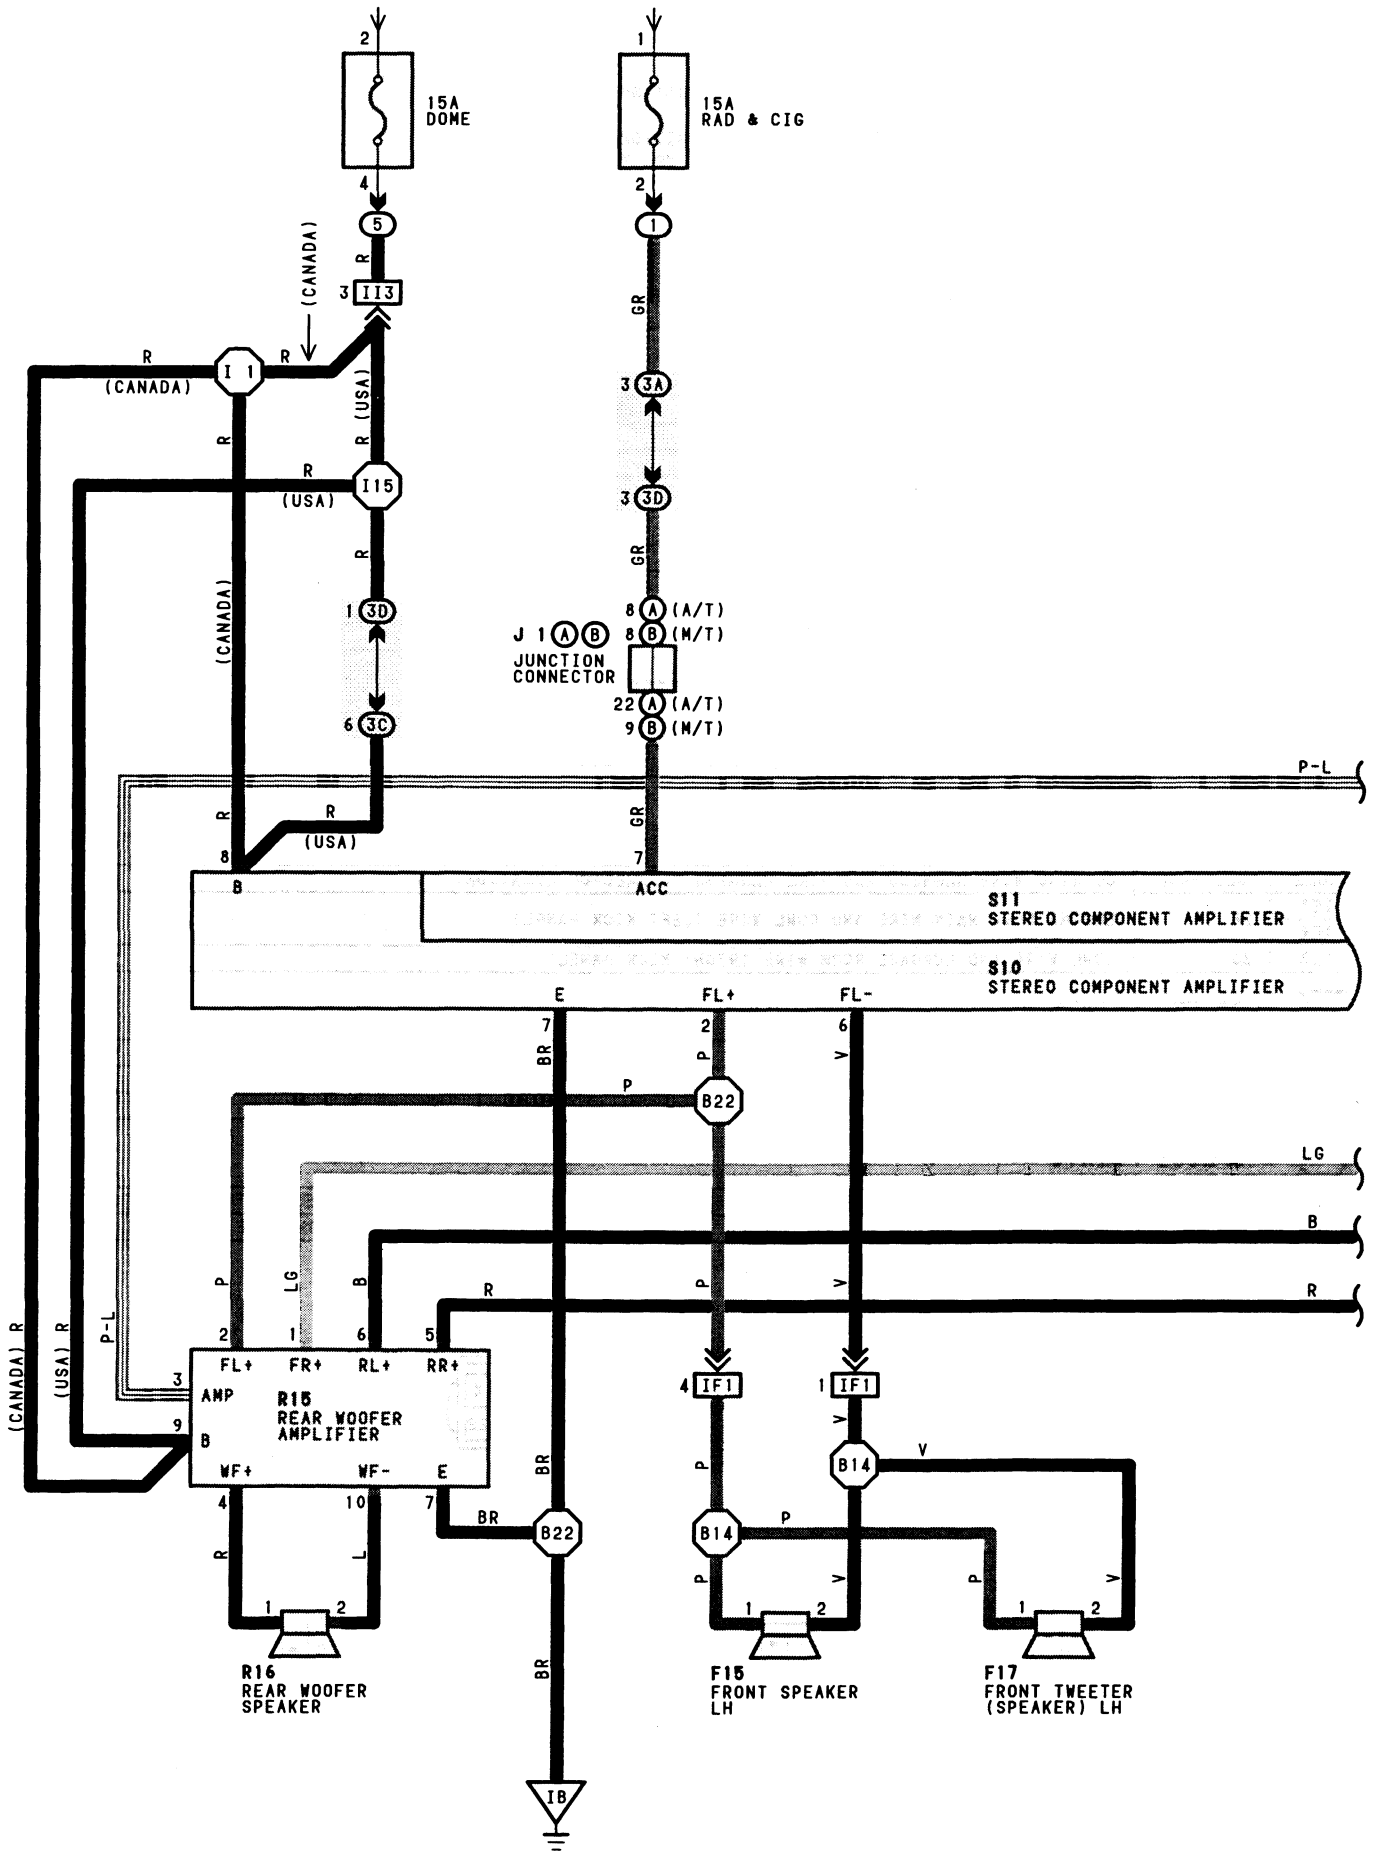 2
1
15A
DOME
15A
RAD & CIG
4
2
5
1
(CANADA)
R
3 II3
GR
R
I 1
R
(CANADA)
3 3A
(USA)
R
R
R
(USA)
I15
3 3D
R
GR
(CANADA)
1 3D
8 A (A/T)
J 1 A B
8 B (M/T)
JUNCTION
CONNECTOR
22 A (A/T)
6 3C
9 B (M/T)
P-L
R
R
(USA)
GR
8
7
B
ACC
S11
STEREO COMPONENT AMPLIFIER
S10
STEREO COMPONENT AMPLIFIER
E
FL+
FL-
7
2
6
BR
P
V
P
B22
LG
B
P
LG
B
R
P
V
R
(CANADA) R
(USA) R
P-L
2
1
6
5
FL+
FR+
RL+
RR+
3
AMP
R15
REAR WOOFER
AMPLIFIER
9
B
WF+
WF-
E
4 IF1
1 IF1
V
4
10
7
BR
P
B14
V
BR
B22
B14
P
R
L
P
V
P
V
1
2
1
2
1
2
R16
REAR WOOFER
SPEAKER
BR
F15
FRONT SPEAKER
LH
F17
FRONT TWEETER
(SPEAKER) LH
IB